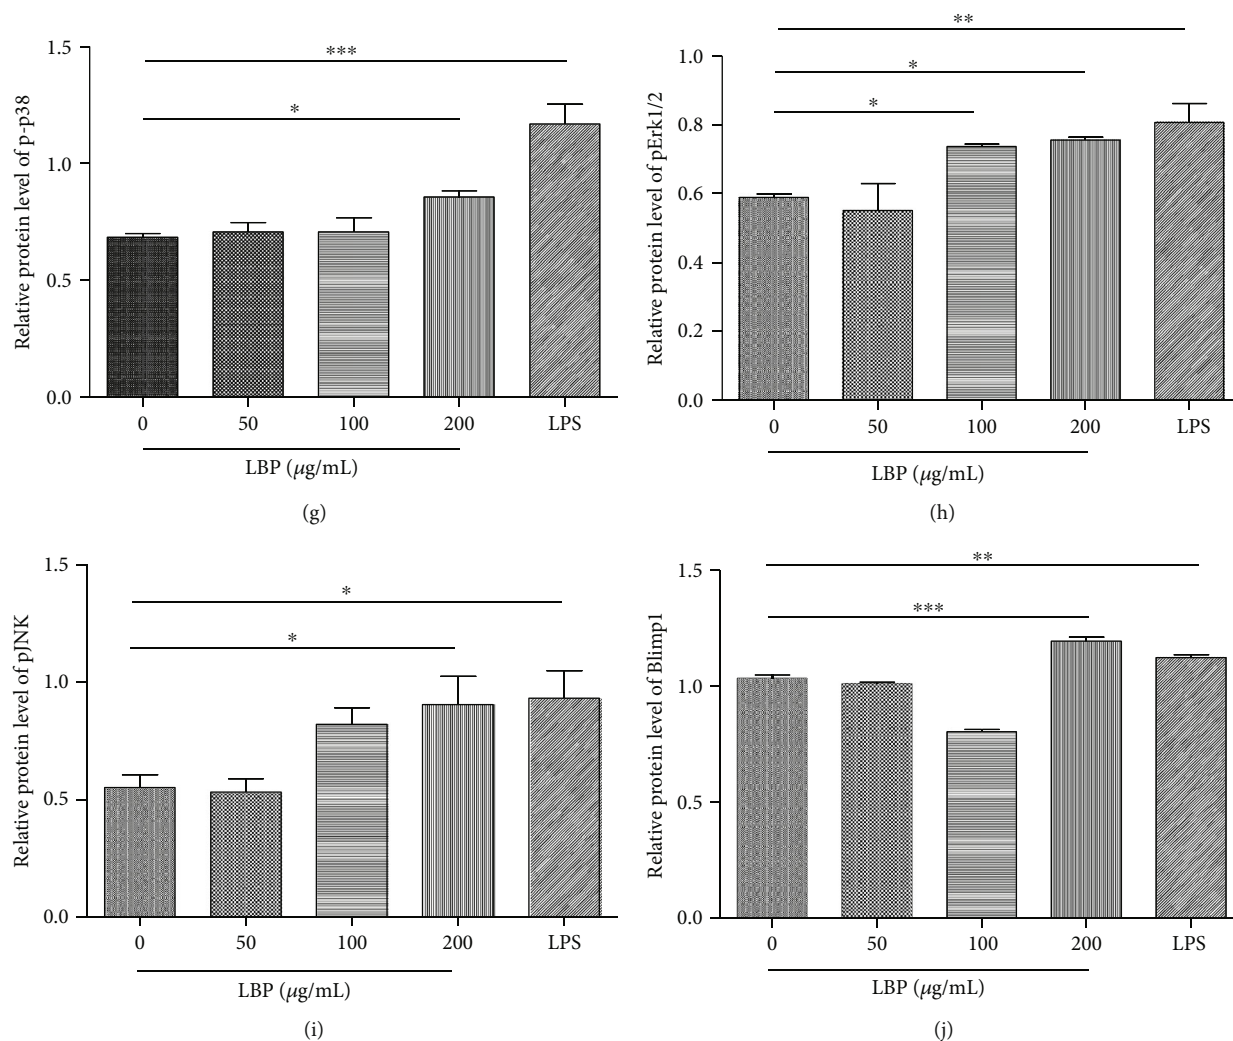 Relative protein level of p-p38
1.5
1.0
0.5
0.0
***
*
0
50
100
200
LPS
LBP (μg/mL)
(g)
Relative protein level of pErk1/2
1.0
0.8
0.6
0.4
0.2
0.0
**
*
*
0
50
100
200
LPS
LBP (μg/mL)
(h)
Relative protein level of pJNK
1.5
1.0
0.5
0.0
*
*
0
50
100
200
LPS
LBP (μg/mL)
(i)
Relative protein level of Blimp1
1.5
1.0
0.5
0.0
**
***
0
50
100
200
LPS
LBP (μg/mL)
(j)